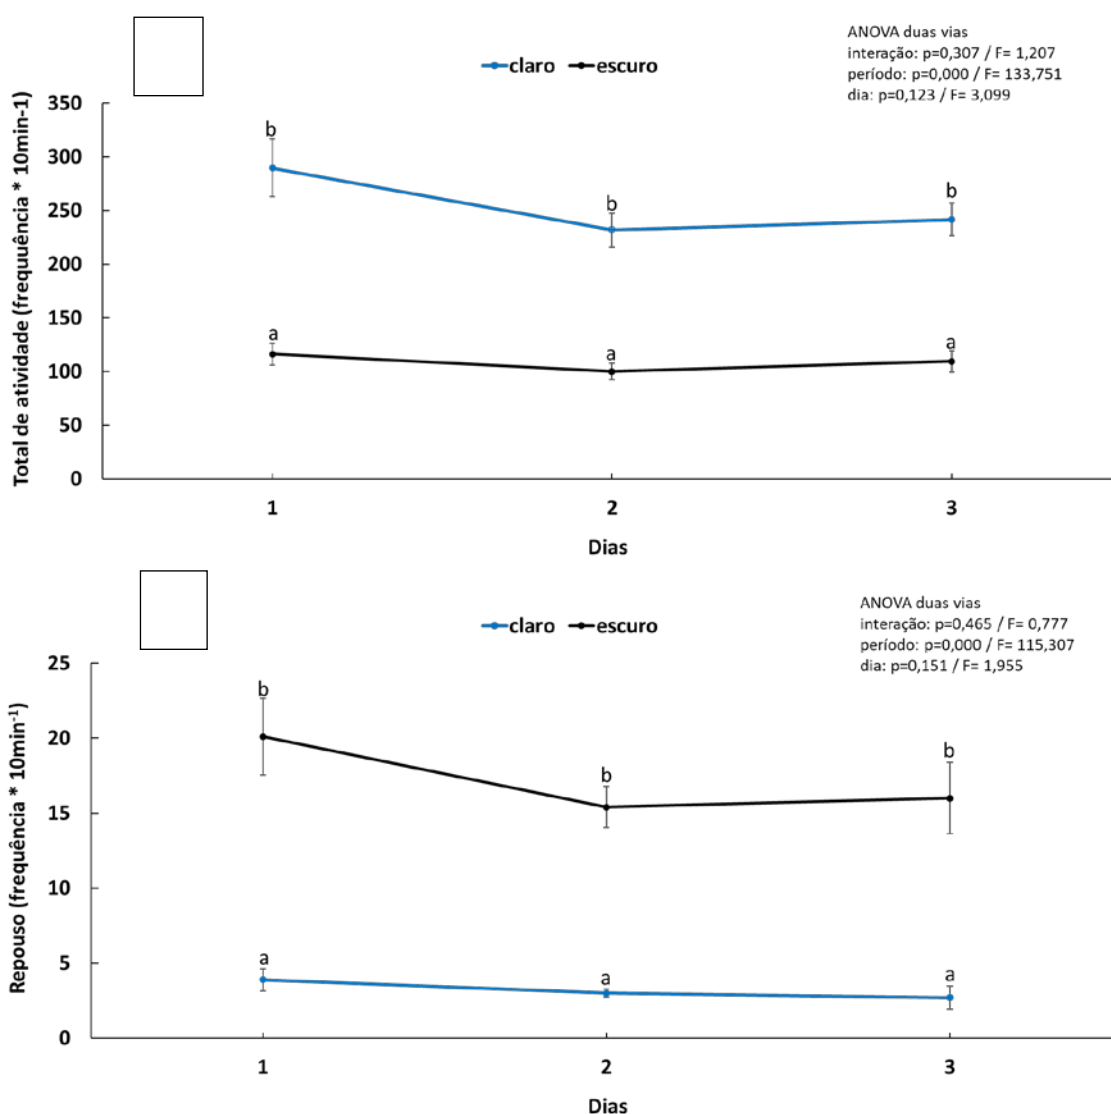 ANOVA duas vias
interação: p=0,307 / F= 1,207
período: p=0,000 / F= 133,751
dia: p=0,123 / F= 3,099
claro escuro
Total de atividade (frequuência * 10min-1)
350
300
250
200
150
100
50
0
b
b
b
a
a
a
1 2 3
Dias
ANOVA duas vias
interação: p=0,465 / F= 0,777
período: p=0,000 / F= 115,307
dia: p=0,151 / F= 1,955
claro escuro
Repouso (frequência * 10min⁻¹)
25
20
15
10
5
0
b
b
b
a
a
a
1 2 3
Dias